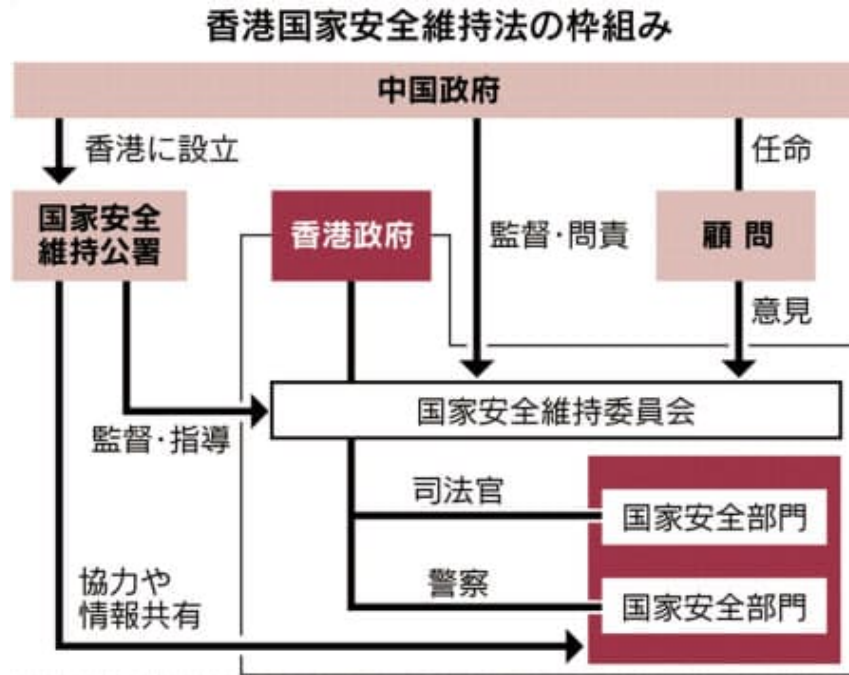 香港国家安全維持法の枠組み
中国政府
香港に設立
任命
国家安全
維持公署
香港政府
監督・問責
顧問
意見
国家安全維持委員会
監督・指導
司法官
国家安全部門
協力や
情報共有
警察
国家安全部門